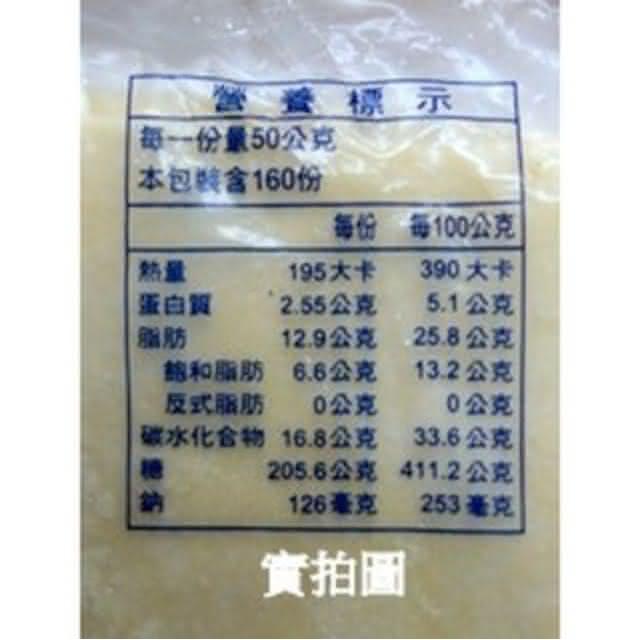 營養標示
每一份量50公克
本包裝含160份
每份 每100公克
熱量 195大卡 390大卡
蛋白質 2.55公克 5.1公克
脂肪 12.9公克 25.8公克
飽和脂肪 6.6公克 13.2公克
反式脂肪 0公克 0公克
碳水化合物 16.8公克 33.6公克
糖 205.6公克 411.2公克
鈉 126毫克 253毫克
實拍圖